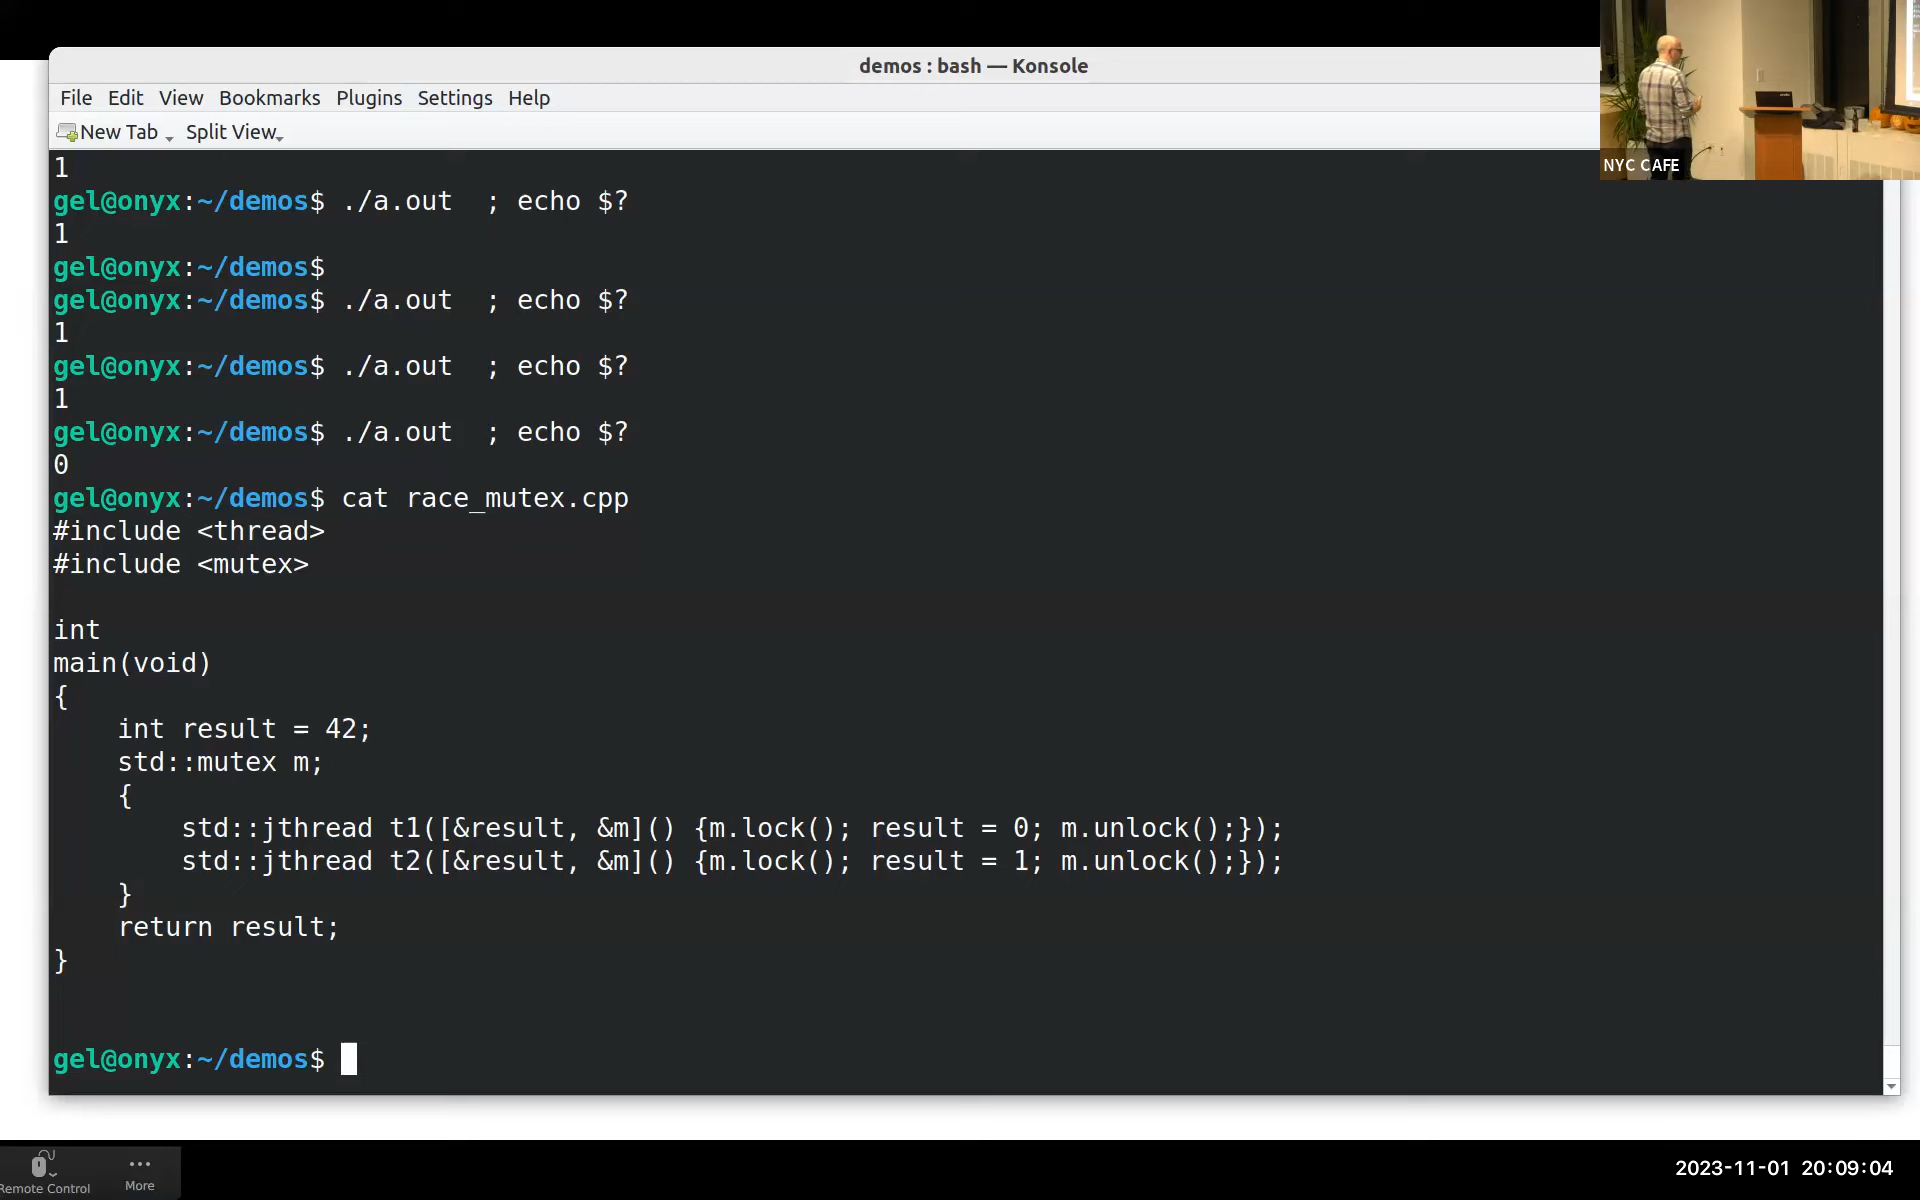 demos : bash — Konsole
File Edit View Bookmarks Plugins Settings Help
New Tab Split View
NYC CAFE
1
gel@onyx:~/demos$ ./a.out  ; echo $?
1
gel@onyx:~/demos$
gel@onyx:~/demos$ ./a.out  ; echo $?
1
gel@onyx:~/demos$ ./a.out  ; echo $?
1
gel@onyx:~/demos$ ./a.out  ; echo $?
0
gel@onyx:~/demos$ cat race_mutex.cpp
#include <thread>
#include <mutex>
int
main(void)
{
    int result = 42;
    std::mutex m;
    {
        std::jthread t1([&result, &m]() {m.lock(); result = 0; m.unlock();});
        std::jthread t2([&result, &m]() {m.lock(); result = 1; m.unlock();});
    }
    return result;
}
gel@onyx:~/demos$
Remote Control
More
2023-11-01 20:09:04